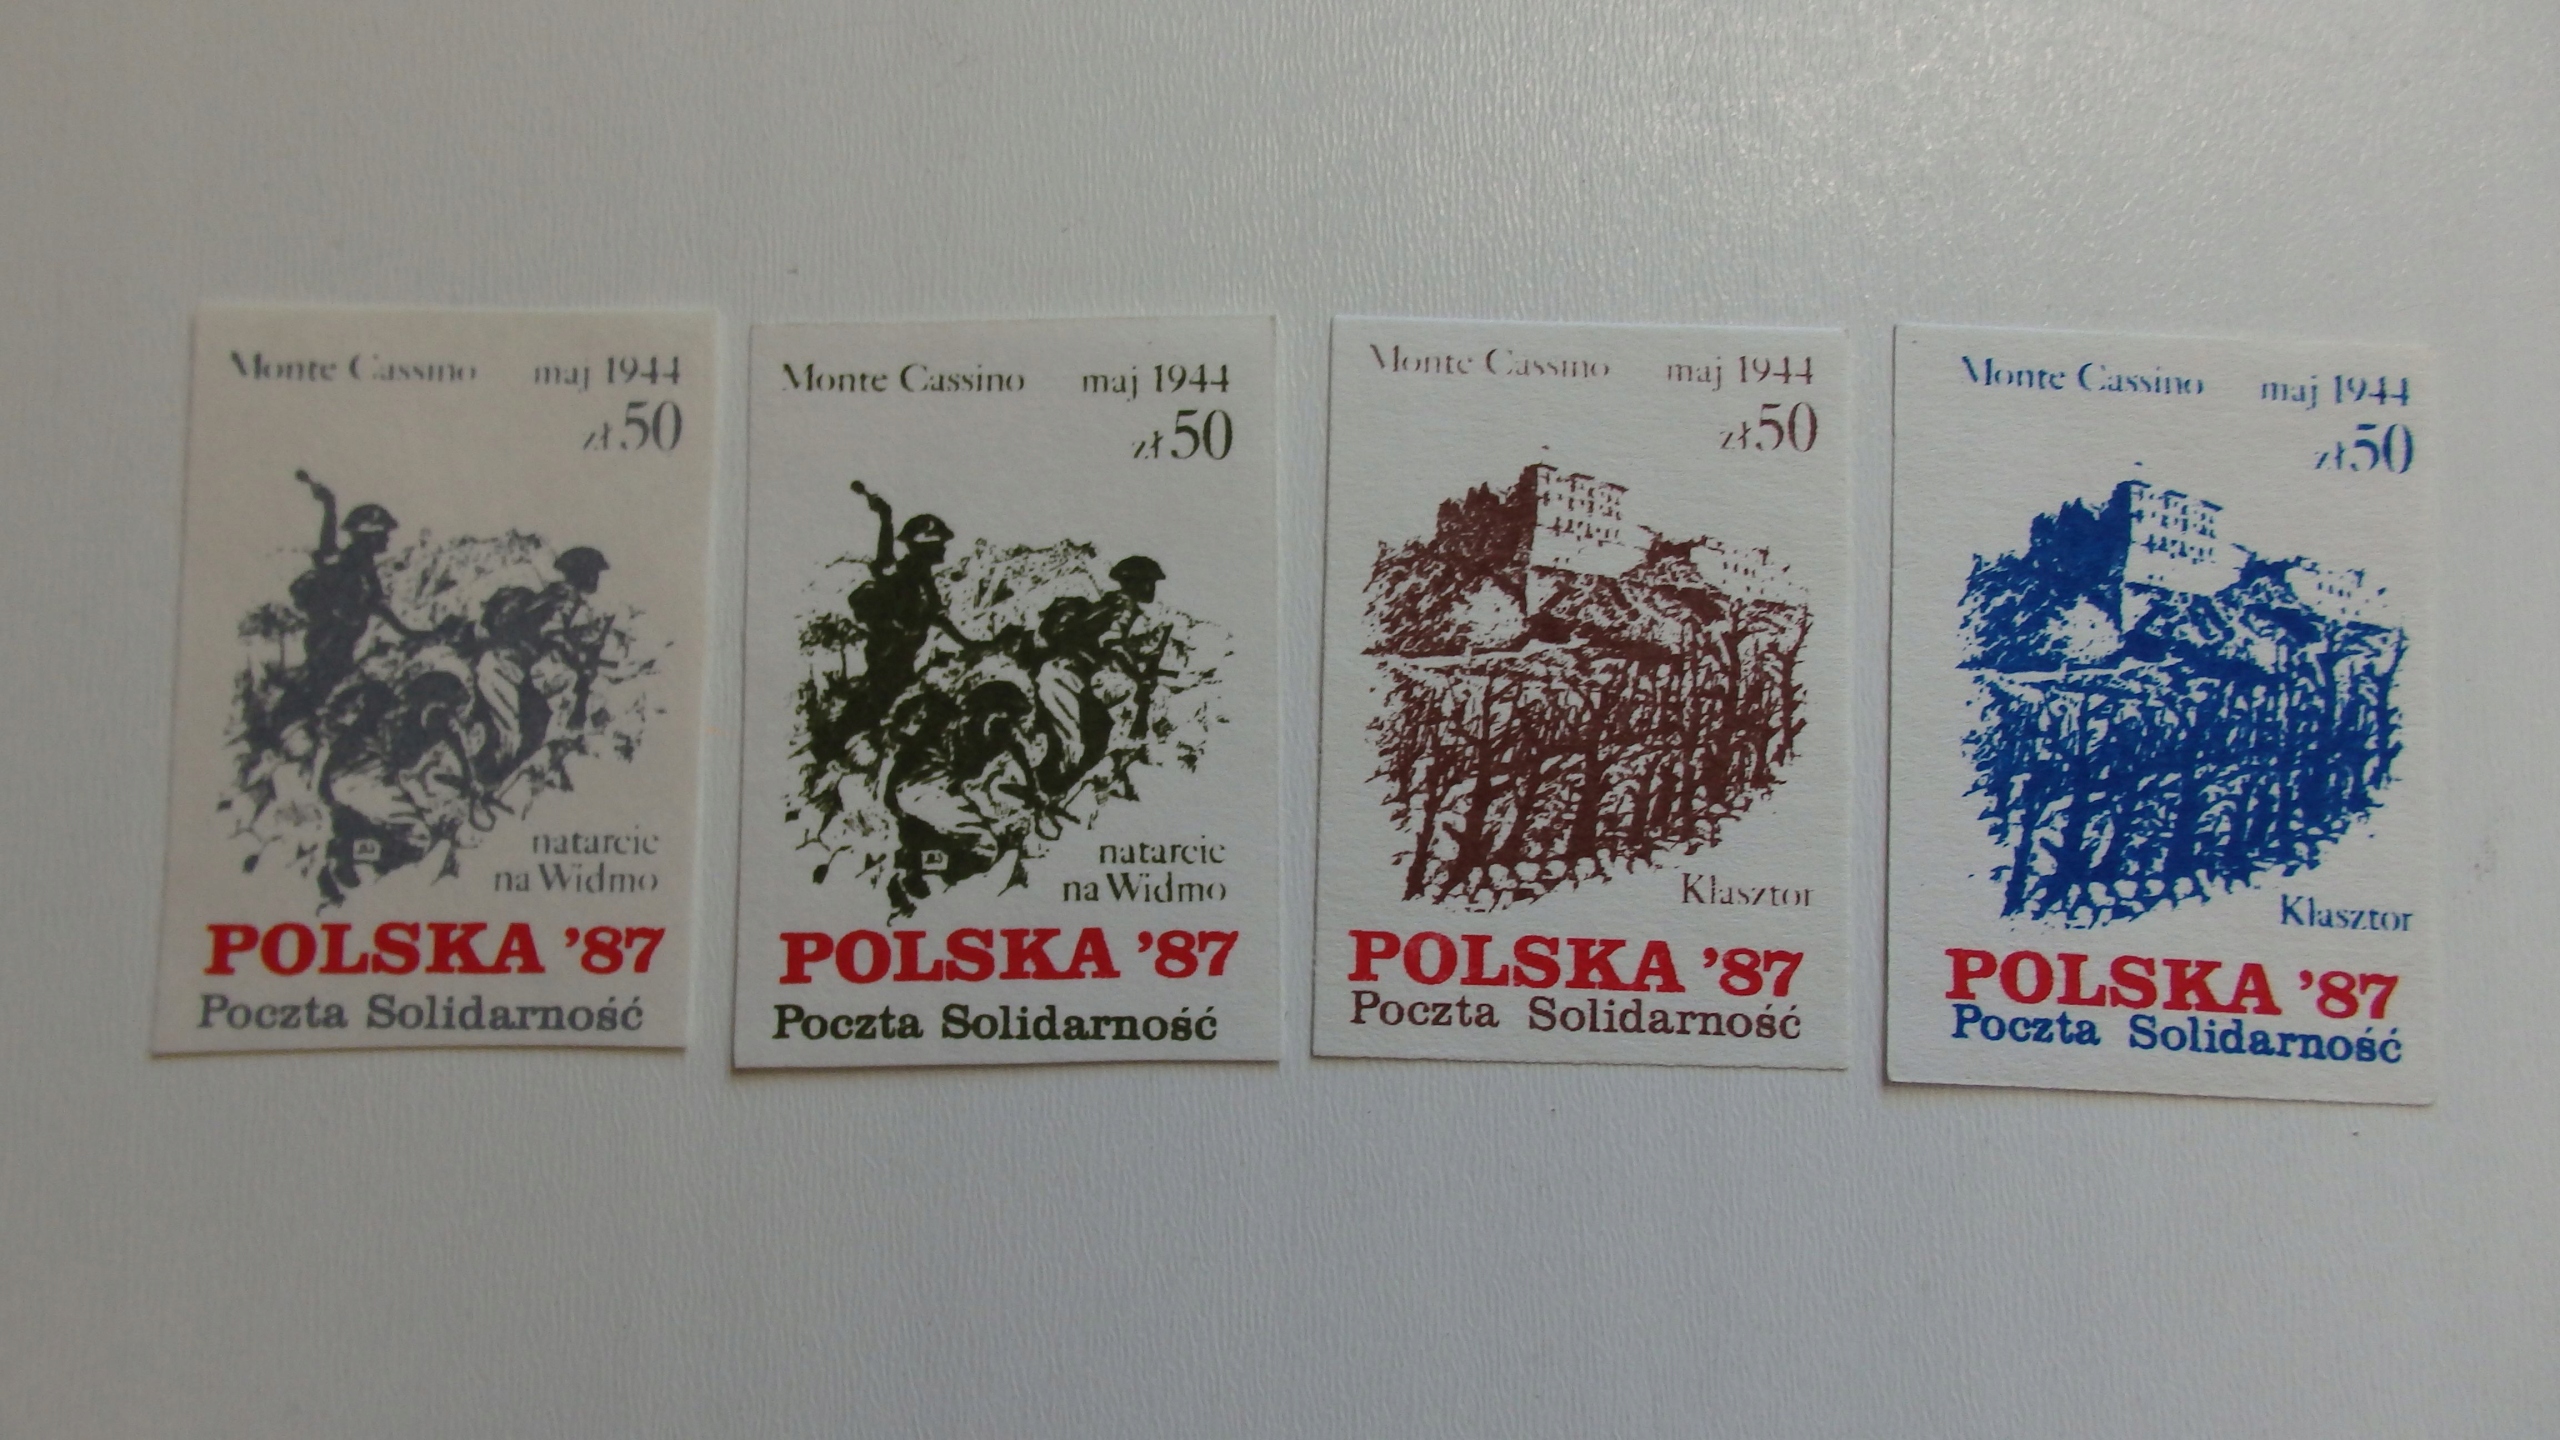 Monte Cassino maj 1944
zł 50
natarcie
na Widmo
POLSKA '87
Poczta Solidarność
Monte Cassino maj 1944
zł 50
natarcie
na Widmo
POLSKA '87
Poczta Solidarność
Monte Cassino maj 1944
zł 50
Klasztor
POLSKA '87
Poczta Solidarność
Monte Cassino maj 1944
zł 50
Klasztor
POLSKA '87
Poczta Solidarność